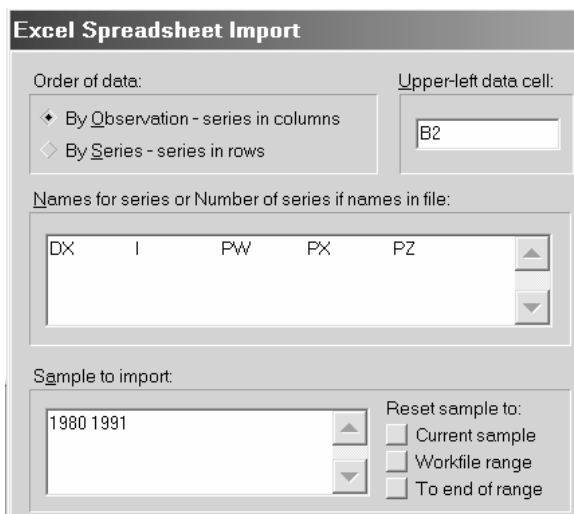 Excel Spreadsheet Import
Order of data:
By Observation - series in columns
By Series - series in rows
Upper-left data cell:
B2
Names for series or Number of series if names in file:
DX I PW PX PZ
Sample to import:
1980 1991
Reset sample to:
Current sample
Workfile range
To end of range